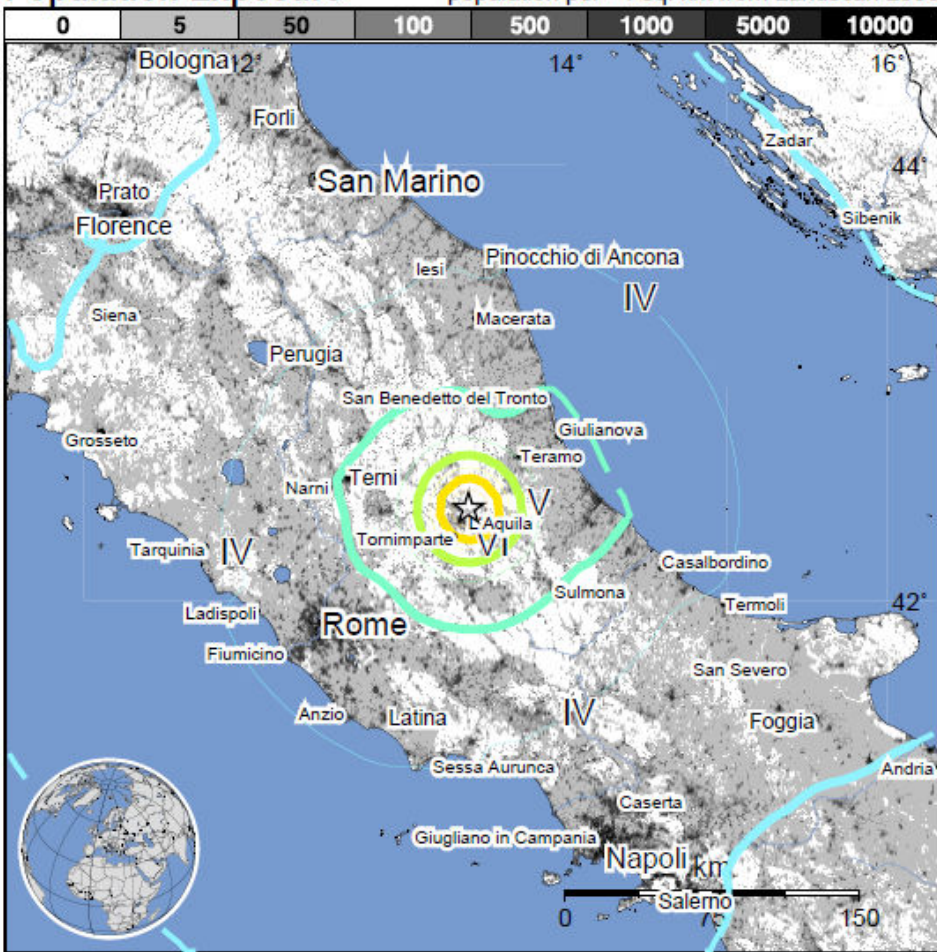 0 5 50 100 500 1000 5000 10000
Bologna 12° 14° 16°
Forli
Zadar
44°
Prato
San Marino
Florence
Sibenik
Pinocchio di Ancona
Iesi
IV
Siena
Macerata
Perugia
San Benedetto del Tronto
Giulianova
Grosseto
Teramo
Terni
Narni
V
L'Aquila
Tornimparte
VI
Tarquinia
IV
Casalbordino
Sulmona
42°
Ladispoli
Termoli
Rome
Fiumicino
San Severo
Anzio
Latina
IV
Foggia
Sessa Aurunca
Andria
Caserta
Giugliano in Campania
Napoli
km
Salerno
0 75 150